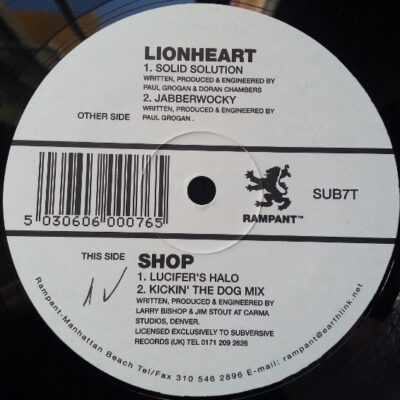 LIONHEART
1. SOLID SOLUTION
WRITTEN, PRODUCED & ENGINEERED BY
PAUL GROGAN & DORAN CHAMBERS
2. JABBERWOCKY
WRITTEN, PRODUCED & ENGINEERED BY
OTHER SIDE PAUL GROGAN .
5 030606 000765
RAMPANT™
SUB7T
THIS SIDE SHOP
1. LUCIFER'S HALO
2. KICKIN' THE DOG MIX
WRITTEN, PRODUCED & ENGINEERED BY
LARRY BISHOP & JIM STOUT AT CARMA
STUDIOS, DENVER.
LICENSED EXCLUSIVELY TO SUBVERSIVE
RECORDS (UK) TEL 0171 209 2626
Rampant-Manhattan Beach Tel/Fax 310 546 2896 E-mail: rampant@earthlink.net